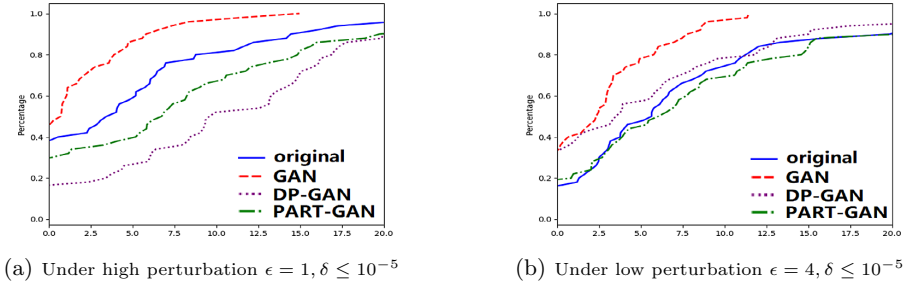 1.0
0.8
0.6
0.4
0.2
0.0
Percentage
original
GAN
DP-GAN
PART-GAN
0.0 2.5 5.0 7.5 10.0 12.5 15.0 17.5 20.0
(a) Under high perturbation ϵ = 1, δ ≤ 10⁻⁵
1.0
0.8
0.6
0.4
0.2
0.0
Percentage
original
GAN
DP-GAN
PART-GAN
0.0 2.5 5.0 7.5 10.0 12.5 15.0 17.5 20.0
(b) Under low perturbation ϵ = 4, δ ≤ 10⁻⁵